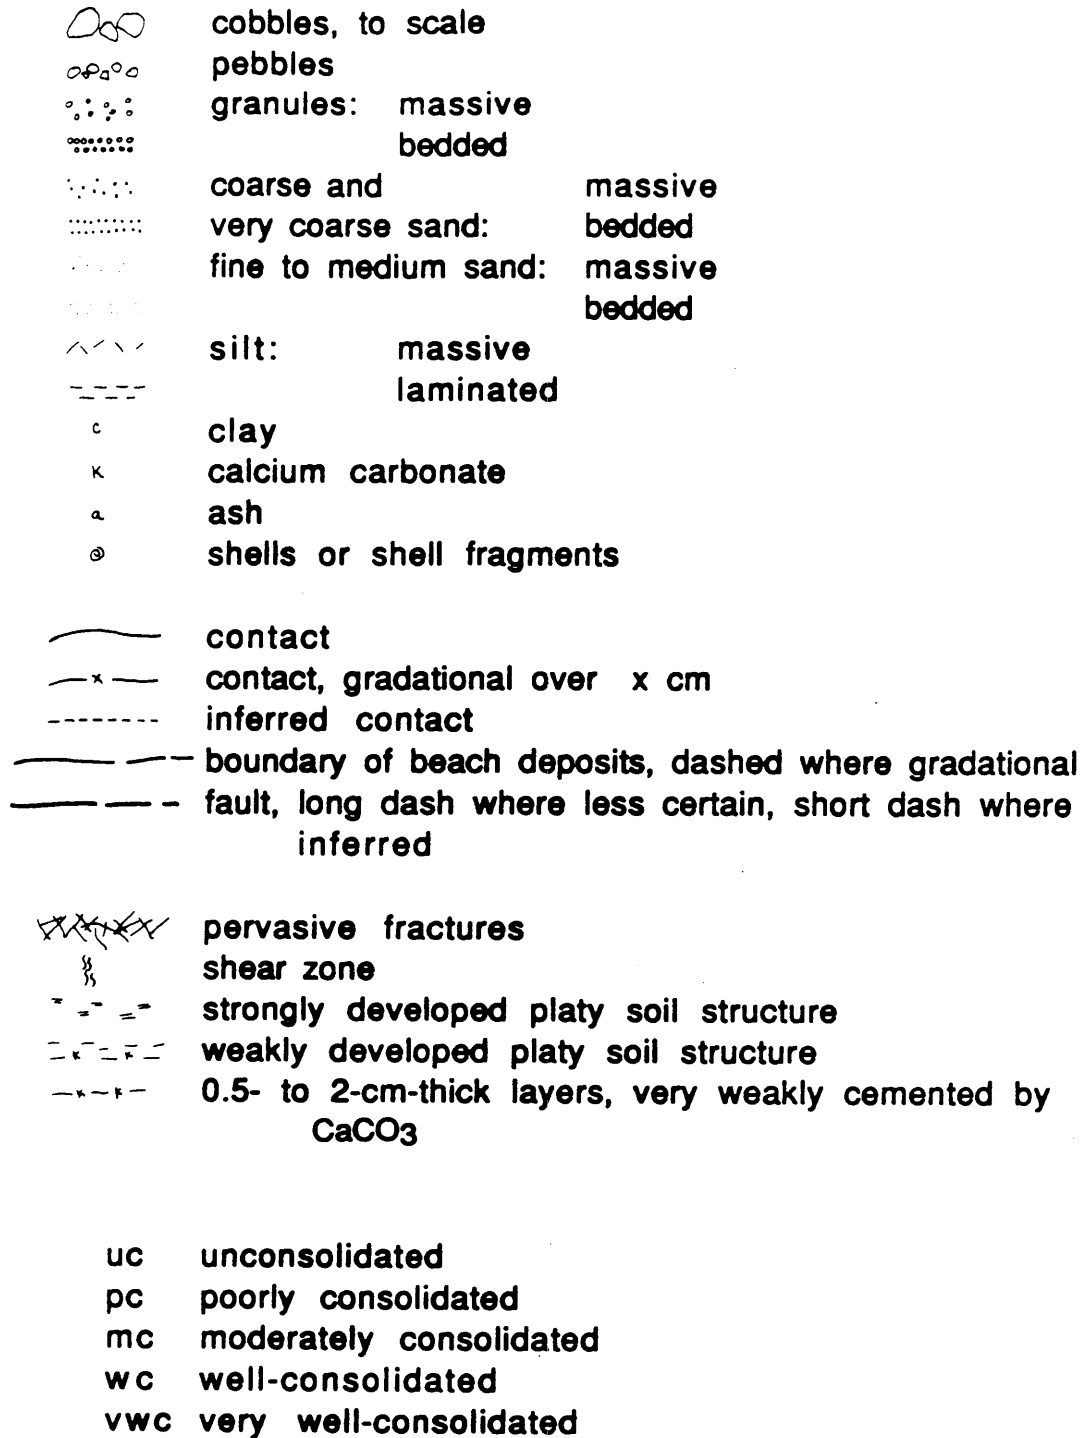 cobbles, to scale
pebbles
granules: massive
bedded
coarse and massive
very coarse sand: bedded
fine to medium sand: massive
bedded
silt: massive
laminated
c clay
K calcium carbonate
a ash
shells or shell fragments
contact
x contact, gradational over x cm
inferred contact
boundary of beach deposits, dashed where gradational
fault, long dash where less certain, short dash where
inferred
pervasive fractures
shear zone
strongly developed platy soil structure
K K weakly developed platy soil structure
K K 0.5- to 2-cm-thick layers, very weakly cemented by
CaCO3
uc unconsolidated
pc poorly consolidated
mc moderately consolidated
wc well-consolidated
vwc very well-consolidated